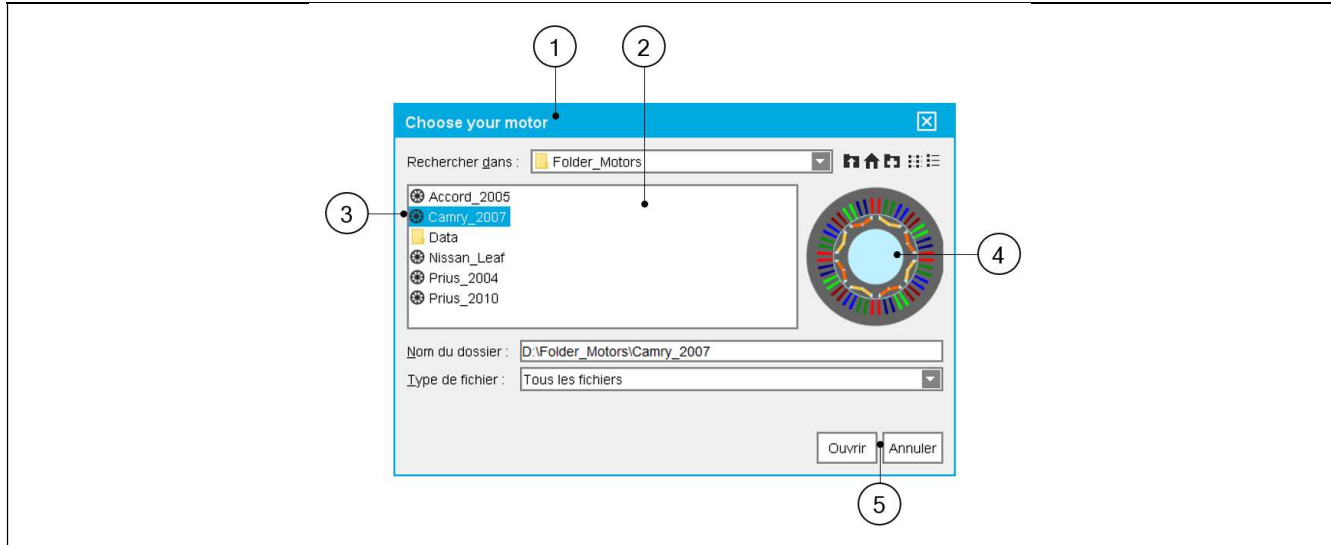 1 2
Choose your motor
Rechercher dans : Folder_Motors
Accord_2005
3 Camry_2007
Data
Nissan_Leaf
Prius_2004
Prius_2010
4
Nom du dossier : D:\Folder_Motors\Camry_2007
Type de fichier : Tous les fichiers
Ouvrir Annuler
5